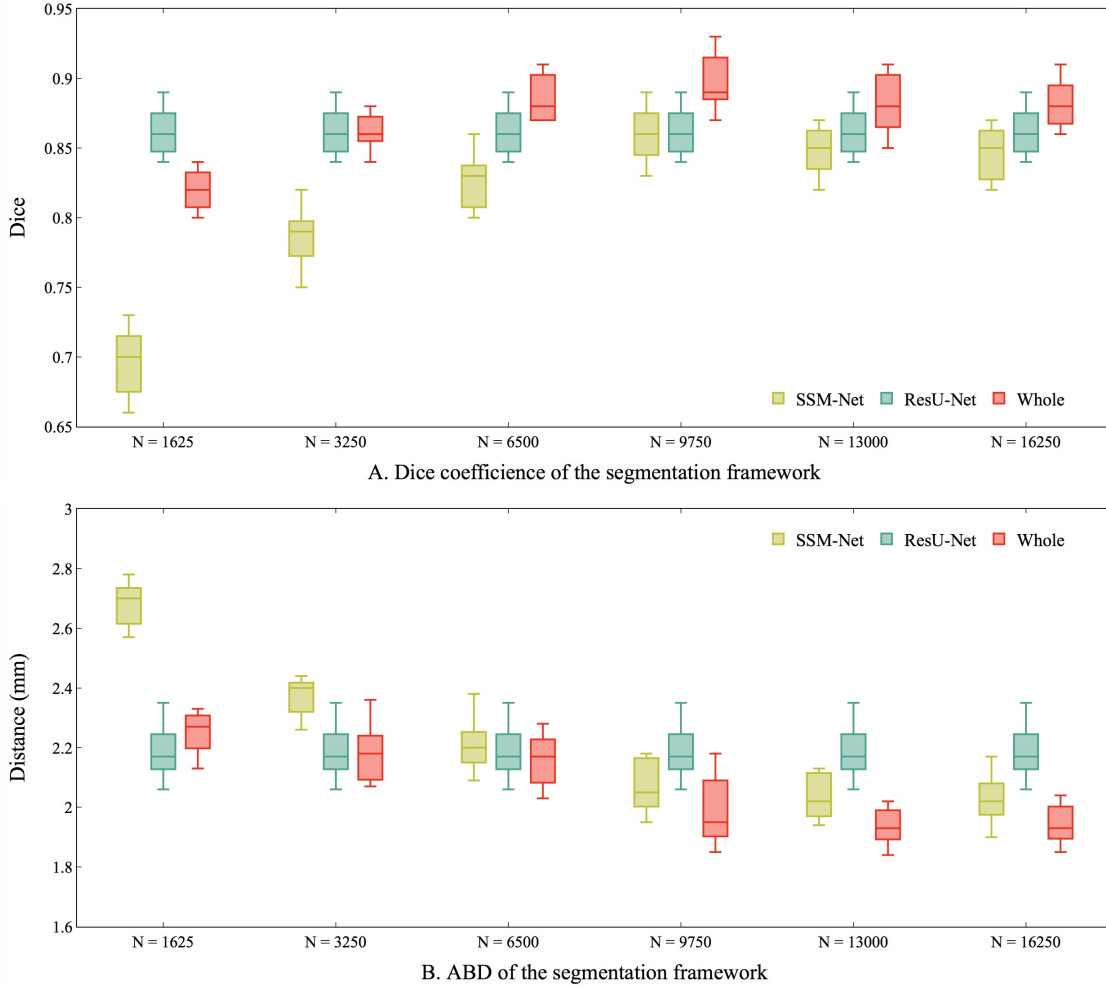 0.95
0.9
0.85
0.8
0.75
0.7
0.65
Dice
SSM-Net ResU-Net Whole
N = 1625 N = 3250 N = 6500 N = 9750 N = 13000 N = 16250
A. Dice coefficience of the segmentation framework
3
2.8
2.6
2.4
2.2
2
1.8
1.6
Distance (mm)
SSM-Net ResU-Net Whole
N = 1625 N = 3250 N = 6500 N = 9750 N = 13000 N = 16250
B. ABD of the segmentation framework